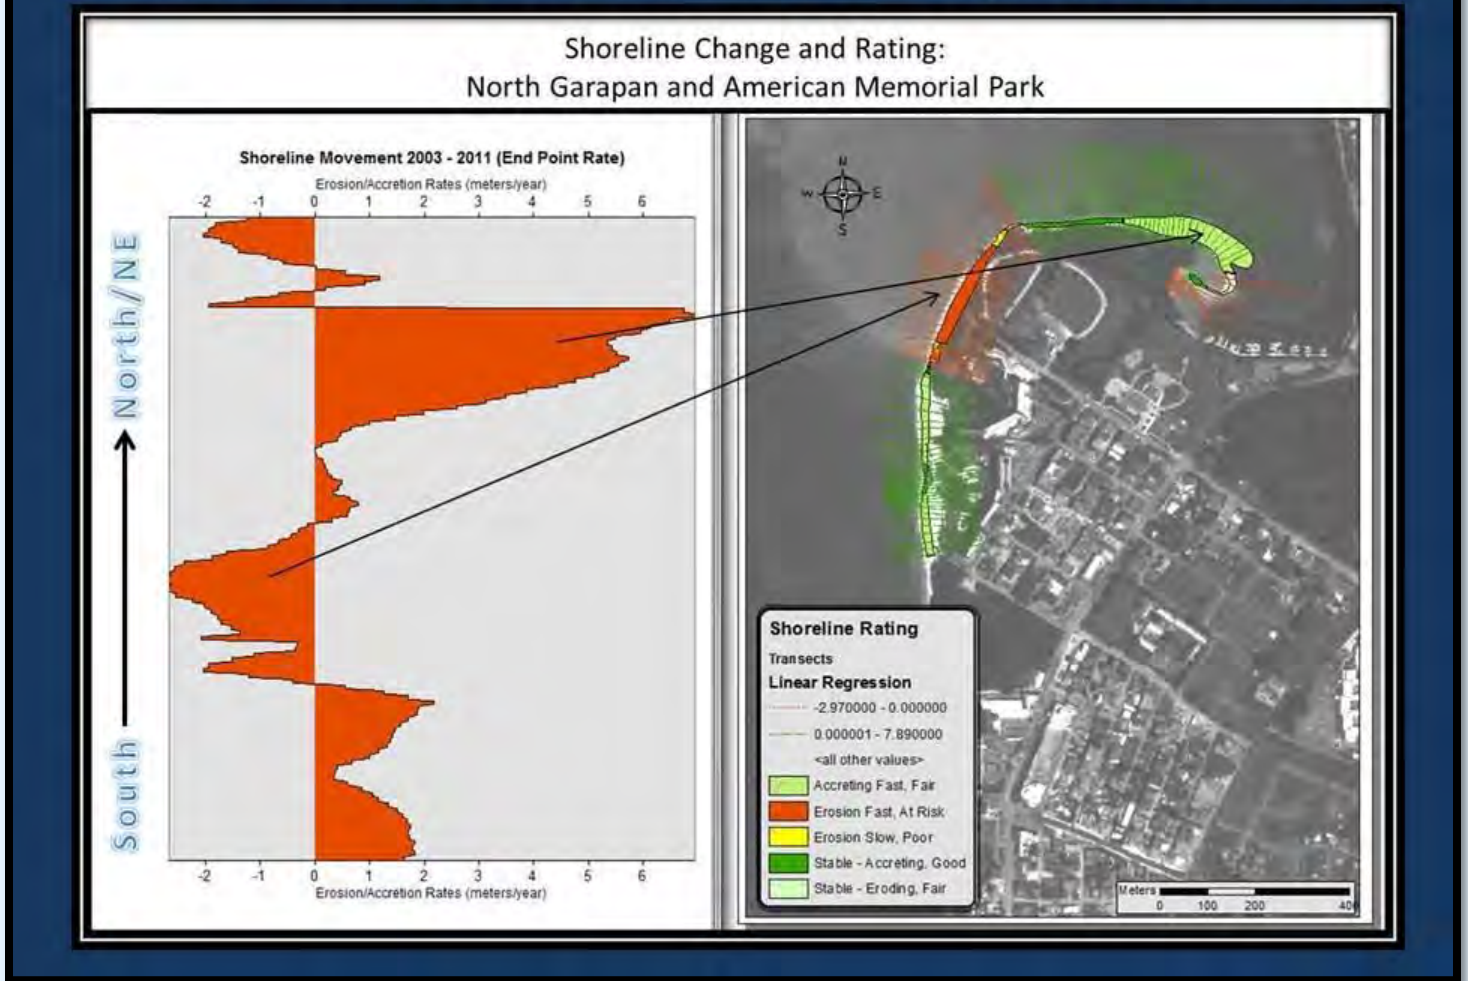 Shoreline Change and Rating:
North Garapan and American Memorial Park
Shoreline Movement 2003 - 2011 (End Point Rate)
Erosion/Accretion Rates (meters/year)
-2 -1 0 1 2 3 4 5 6
North/NE
South
-2 -1 0 1 2 3 4 5 6
Erosion/Accretion Rates (meters/year)
N
W E
S
Shoreline Rating
Transects
Linear Regression
-2.970000 - 0.000000
0.000001 - 7.890000
<all other values>
Accreting Fast, Fair
Erosion Fast, At Risk
Erosion Slow, Poor
Stable - Accreting, Good
Stable - Eroding, Fair
Meters
0 100 200 400